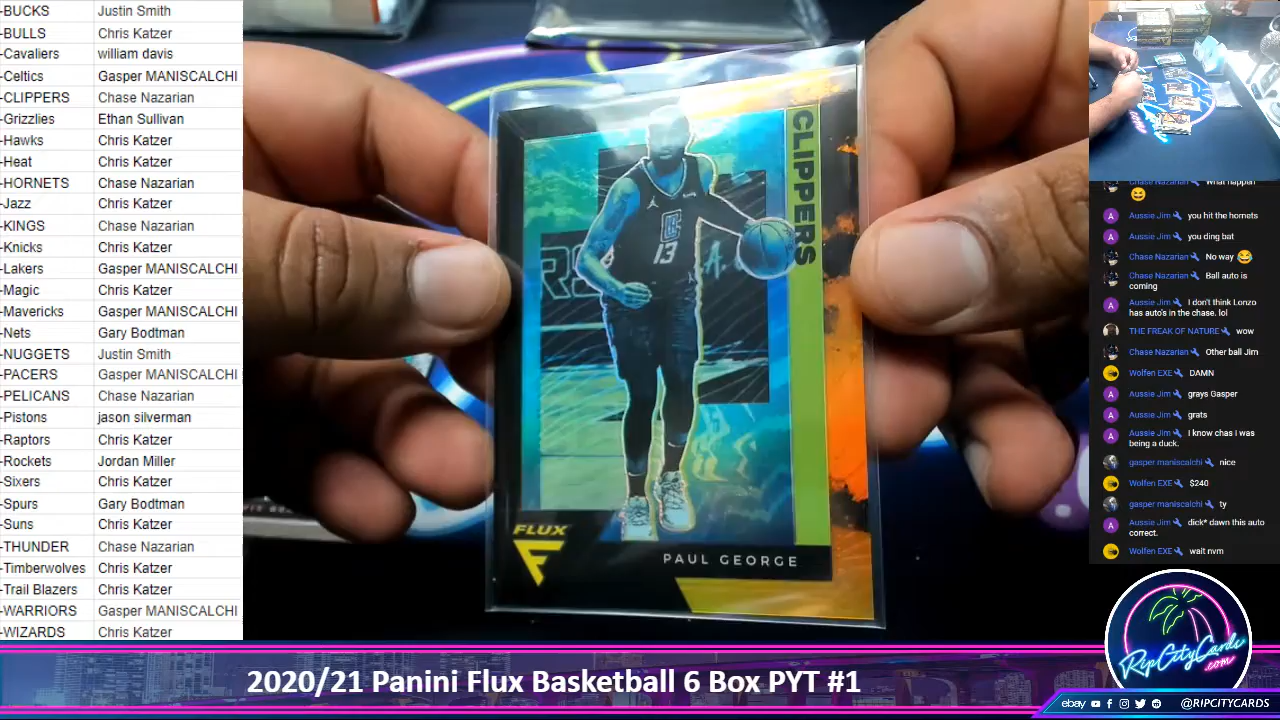 -BUCKS Justin Smith
-BULLS Chris Katzer
-Cavaliers william davis
-Celtics Gasper MANISCALCHI
-CLIPPERS Chase Nazarian
-Grizzlies Ethan Sullivan
-Hawks Chris Katzer
-Heat Chris Katzer
-HORNETS Chase Nazarian
-Jazz Chris Katzer
-KINGS Chase Nazarian
-Knicks Chris Katzer
-Lakers Gasper MANISCALCHI
-Magic Chris Katzer
-Mavericks Gasper MANISCALCHI
-Nets Gary Bodtman
-NUGGETS Justin Smith
-PACERS Gasper MANISCALCHI
-PELICANS Chase Nazarian
-Pistons jason silverman
-Raptors Chris Katzer
-Rockets Jordan Miller
-Sixers Chris Katzer
-Spurs Gary Bodtman
-Suns Chris Katzer
-THUNDER Chase Nazarian
-Timberwolves Chris Katzer
-Trail Blazers Chris Katzer
-WARRIORS Gasper MANISCALCHI
-WIZARDS Chris Katzer
CLIPPERS
13
FLUX
PAUL GEORGE
Chase Nazarian What happen
Aussie Jim you hit the hornets
Aussie Jim you ding bat
Chase Nazarian No way
Chase Nazarian Ball auto is
coming
Aussie Jim I don't think Lonzo
has auto's in the chase. lol
THE FREAK OF NATURE wow
Chase Nazarian Other ball Jim
Wolfen EXE DAMN
Aussie Jim grays Gasper
Aussie Jim grats
Aussie Jim I know chas I was
being a duck.
gasper maniscalchi nice
Wolfen EXE $240
gasper maniscalchi ty
Aussie Jim dick* dawn this auto
correct.
Wolfen EXE wait nvm
RipCityCards
.com
2020/21 Panini Flux Basketball 6 Box PYT #1
ebay @RIPCITYCARDS